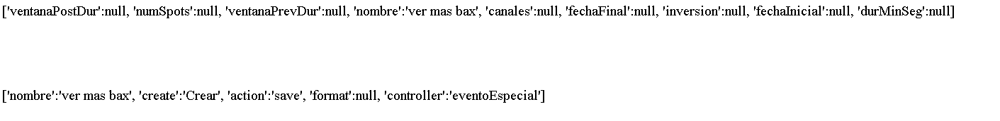 ['ventanaPostDur':null, 'numSpots':null, 'ventanaPrevDur':null, 'nombre':'ver mas bax', 'canales':null, 'fechaFinal':null, 'inversion':null, 'fechaInicial':null, 'durMinSeg':null]
['nombre':'ver mas bax', 'create':'Crear', 'action':'save', 'format':null, 'controller':'eventoEspecial']